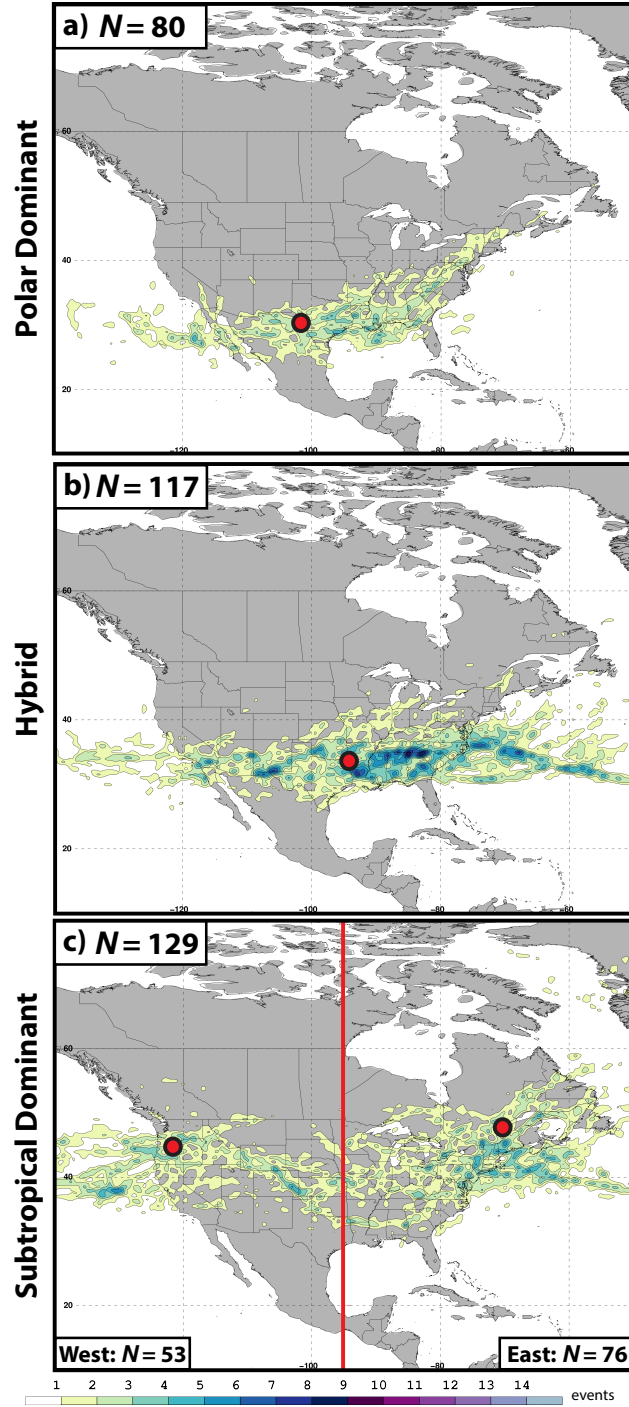 a) N = 80
Polar Dominant
60
40
20
−120
−100
−80
−60
b) N = 117
Hybrid
60
40
20
−120
−100
−80
−60
c) N = 129
Subtropical Dominant
60
40
20
West: N = 53
−100
−80
East: N = 76
1 2 3 4 5 6 7 8 9 10 11 12 13 14 events